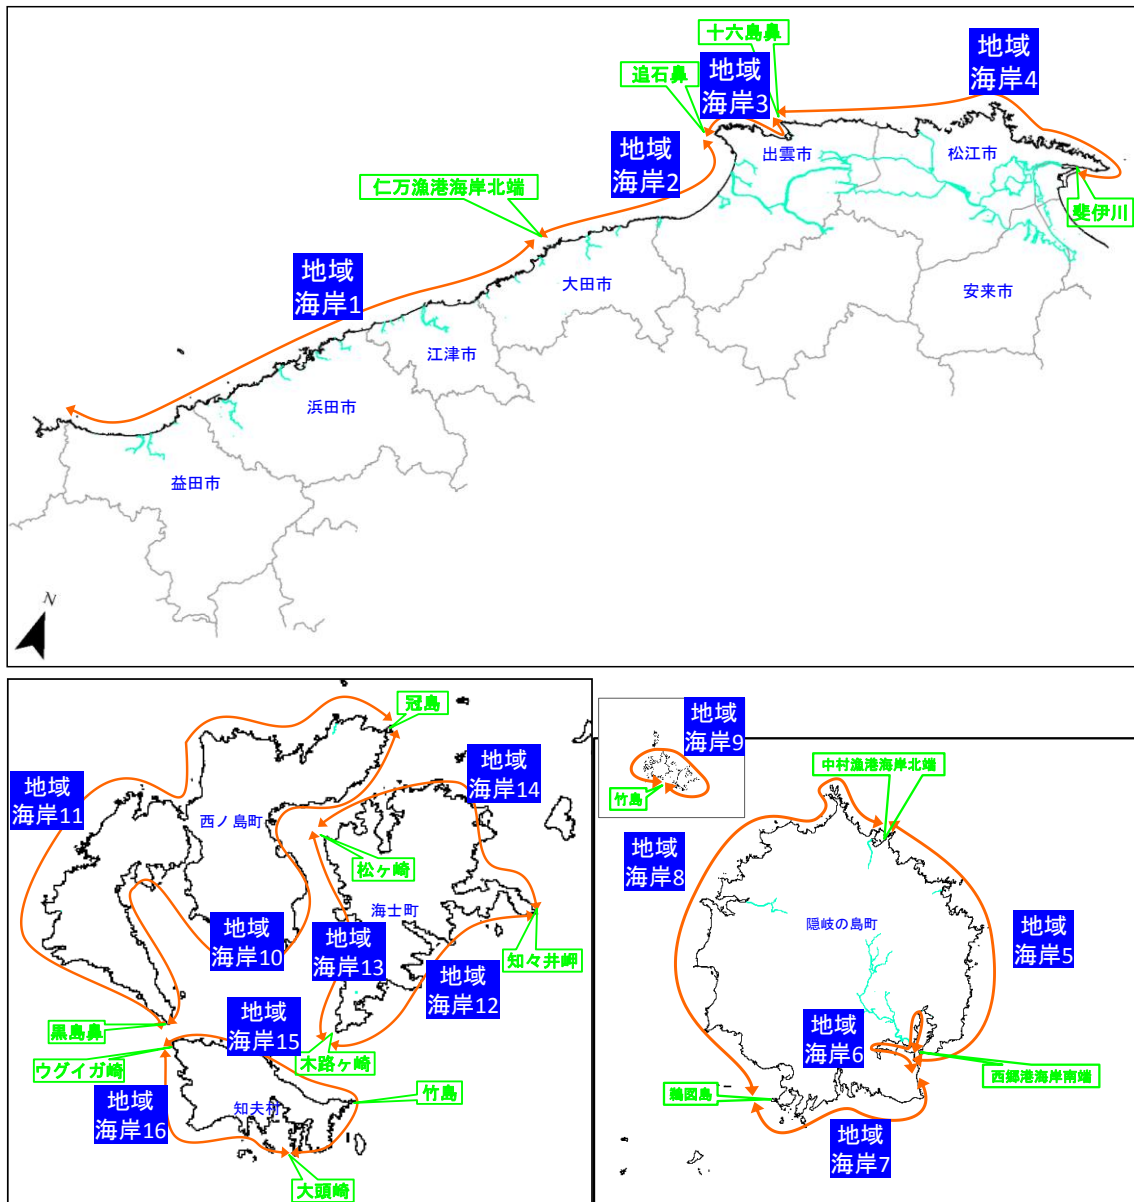 十六島鼻
地域
海岸4
追石鼻
地域
海岸3
地域
海岸2
出雲市
松江市
仁万漁港海岸北端
斐伊川
地域
海岸1
大田市
安来市
江津市
浜田市
益田市
N
冠島
地域
海岸14
地域
海岸11
西ノ島町
松ヶ崎
地域
海岸10
海士町
地域
海岸13
知々井岬
地域
海岸12
黒島鼻
地域
海岸15
ウグイガ崎
木路ヶ崎
竹島
知夫村
地域
海岸16
大頭崎
地域
海岸9
竹島
中村漁港海岸北端
地域
海岸8
隠岐の島町
地域
海岸5
地域
海岸6
西郷港海岸南端
鵜図島
地域
海岸7